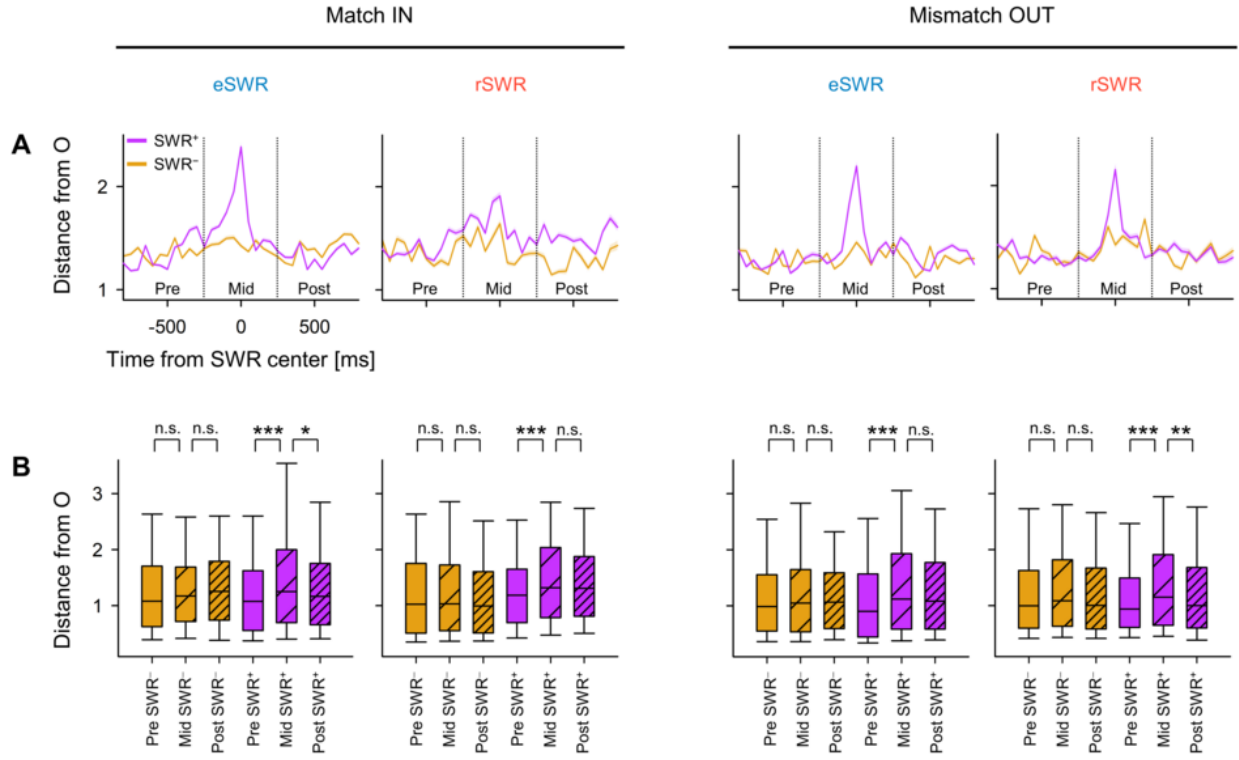 Match IN Mismatch OUT
eSWR rSWR eSWR rSWR
A
SWR⁺
SWR⁻
Distance from O
2
1
Pre Mid Post Pre Mid Post Pre Mid Post Pre Mid Post
-500 0 500
Time from SWR center [ms]
B
n.s. n.s. *** * n.s. n.s. *** n.s. n.s. n.s. *** n.s. n.s. n.s. *** **
Distance from O
3
2
1
Pre SWR⁻ Mid SWR⁻ Post SWR⁻ Pre SWR⁺ Mid SWR⁺ Post SWR⁺ Pre SWR⁻ Mid SWR⁻ Post SWR⁻ Pre SWR⁺ Mid SWR⁺ Post SWR⁺ Pre SWR⁻ Mid SWR⁻ Post SWR⁻ Pre SWR⁺ Mid SWR⁺ Post SWR⁺ Pre SWR⁻ Mid SWR⁻ Post SWR⁻ Pre SWR⁺ Mid SWR⁺ Post SWR⁺